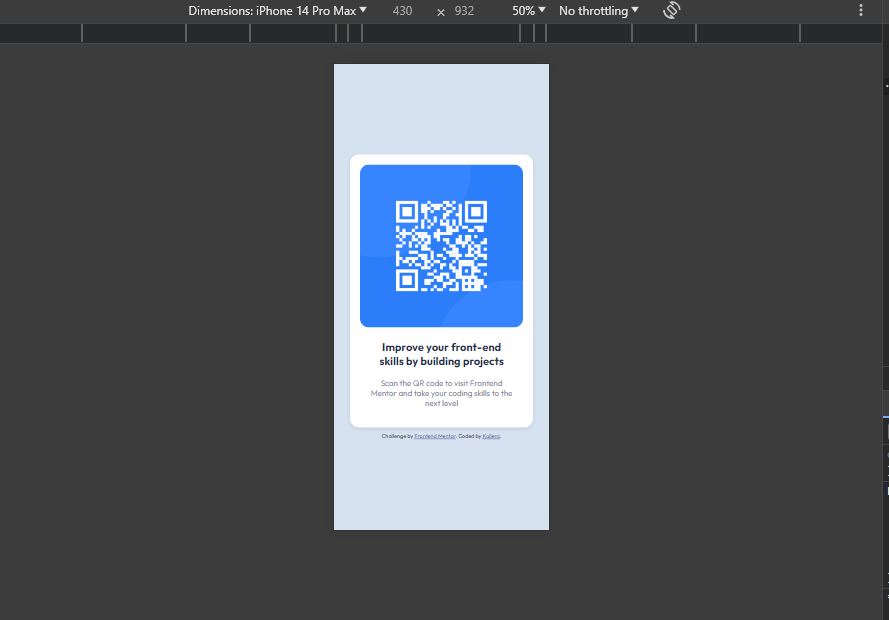 Dimensions: iPhone 14 Pro Max 430 × 932 50% No throttling
Improve your front-end
skills by building projects
Scan the QR code to visit Frontend
Mentor and take your coding skills to the
next level
Challenge by Frontend Mentor. Coded by